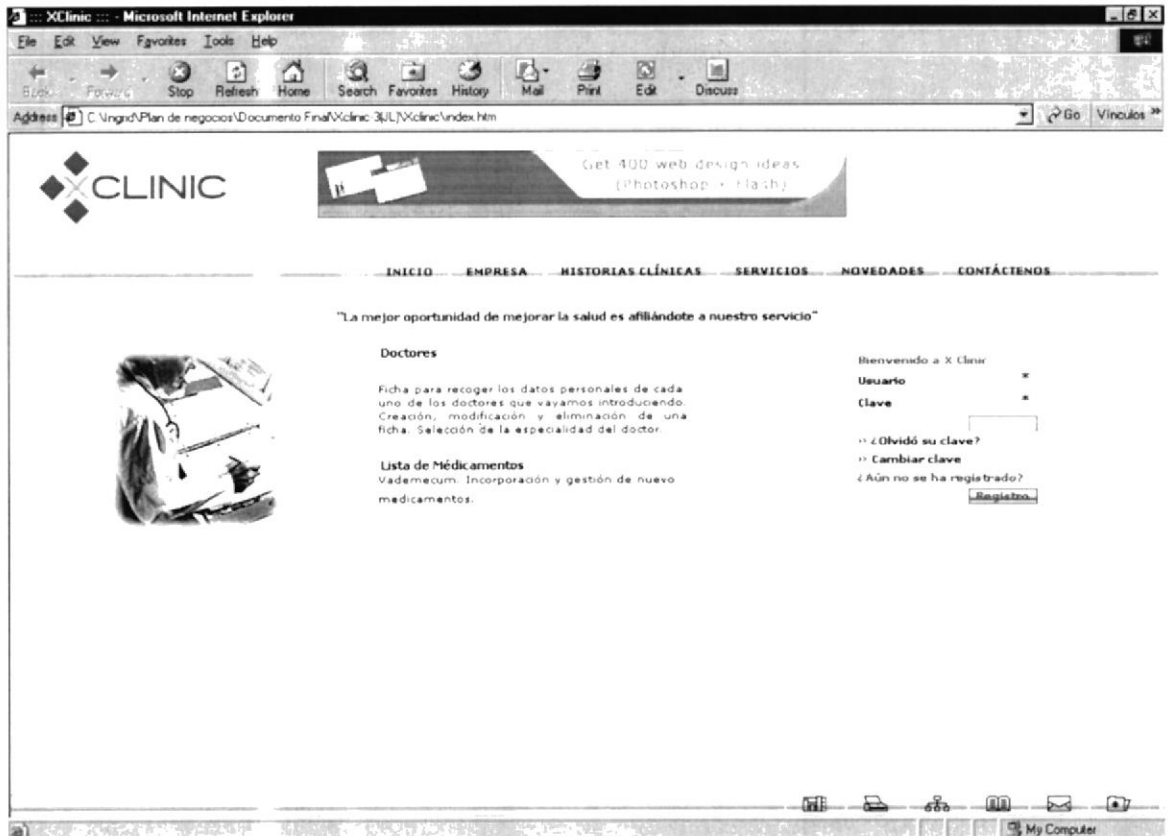 ::: XClinic ::: - Microsoft Internet Explorer
File Edit View Favorites Tools Help
Back Forward Stop Refresh Home Search Favorites History Mail Print Edit Discuss
Address C:\Ingrid\Plan de negocios\Documento Final\Xclinic-3(JL)\Xclinic\index.htm Go Vínculos »
XCLINIC
Get 400 web design ideas
(Photoshop + Flash)
INICIO EMPRESA HISTORIAS CLÍNICAS SERVICIOS NOVEDADES CONTÁCTENOS
"La mejor oportunidad de mejorar la salud es afiliándote a nuestro servicio"
Doctores
Ficha para recoger los datos personales de cada
uno de los doctores que vayamos introduciendo.
Creación, modificación y eliminación de una
ficha. Selección de la especialidad del doctor.
Lista de Médicamentos
Vademecum. Incorporación y gestión de nuevo
medicamentos.
Bienvenido a X Clinic
Usuario *
Clave *
›› ¿Olvidó su clave?
›› Cambiar clave
¿Aún no se ha registrado?
Registro
My Computer